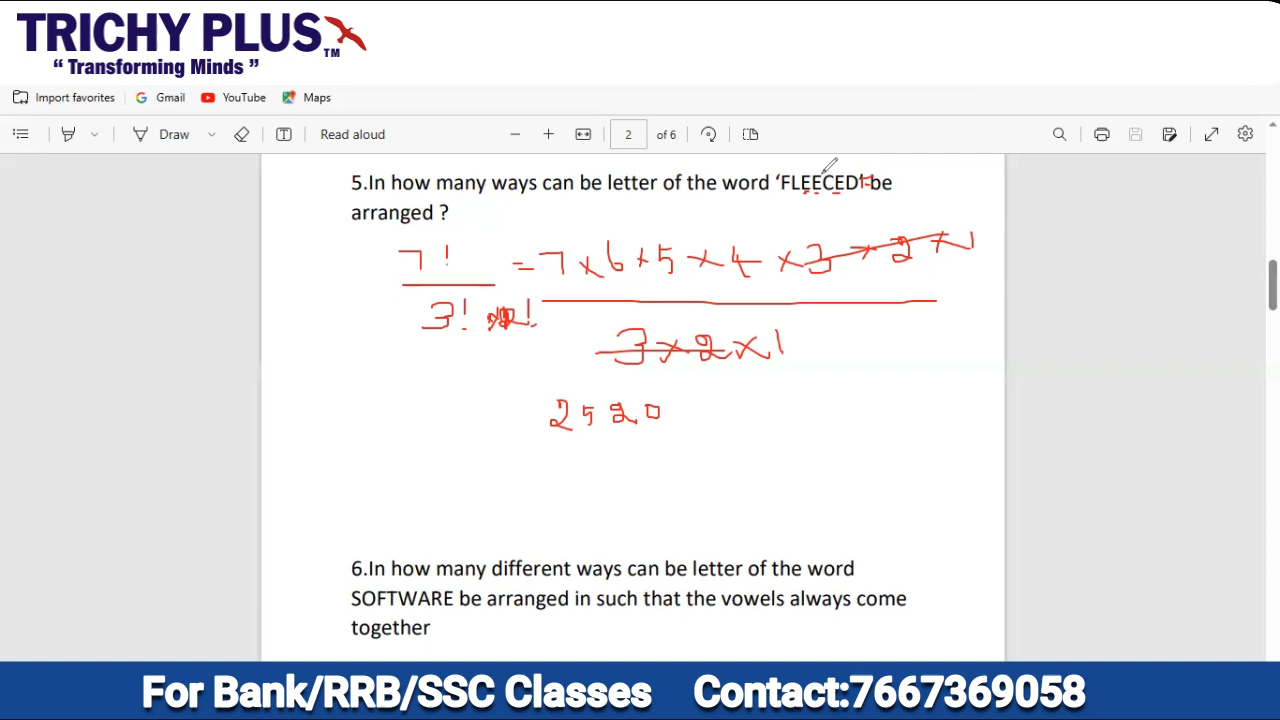 TRICHY PLUS TM
“ Transforming Minds ”
Import favorites Gmail YouTube Maps
Draw Read aloud 2 of 6
5.In how many ways can be letter of the word ‘FLEECED’ be
arranged ?
7! = 7 x 6 x 5 x 4 x 3 x 2 x 1
3!
3 x 2 x 1
2520
6.In how many different ways can be letter of the word
SOFTWARE be arranged in such that the vowels always come
together
For Bank/RRB/SSC Classes Contact:7667369058